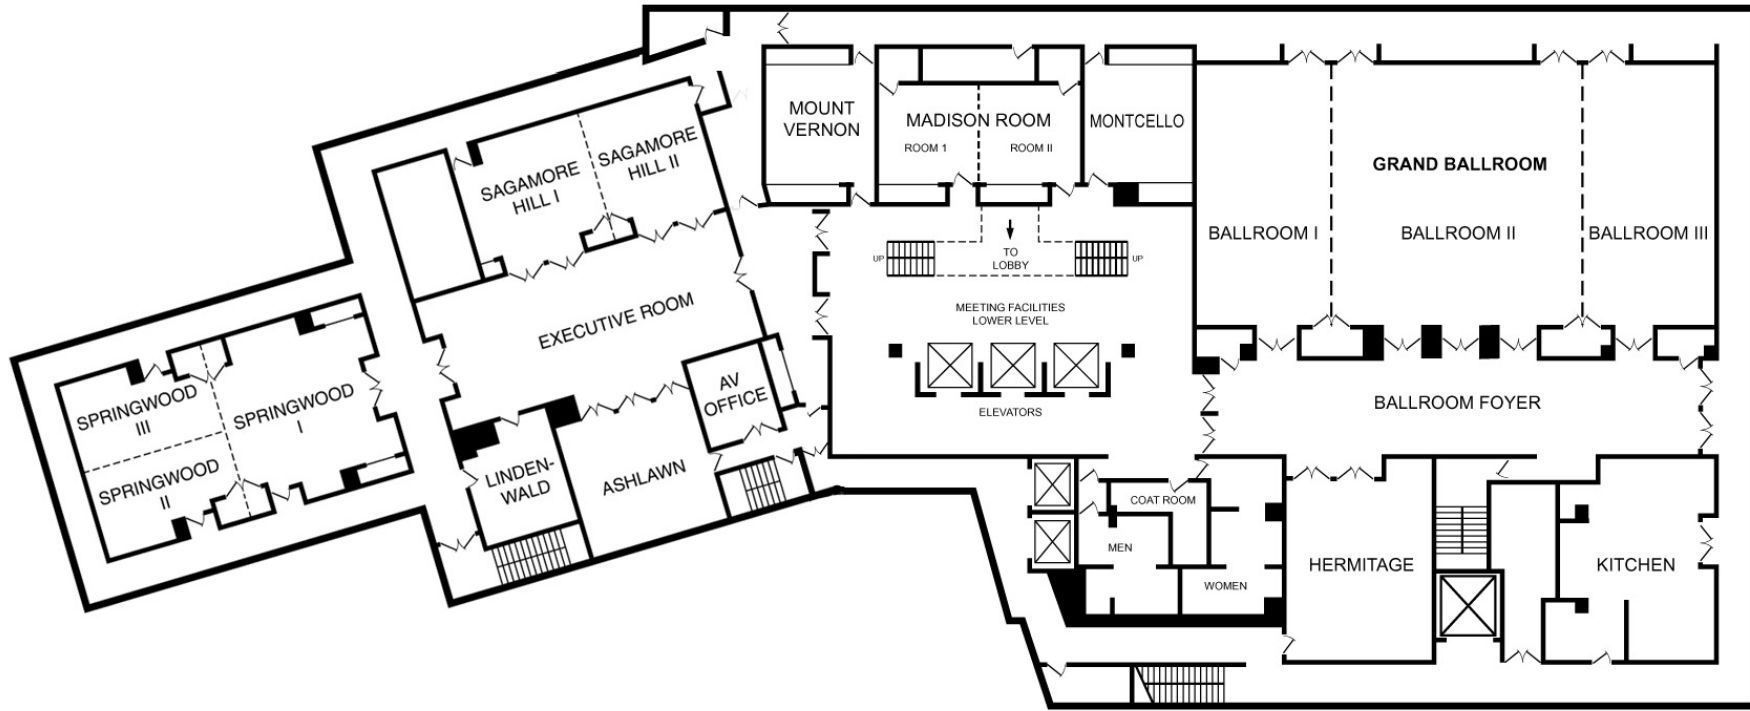 MOUNT
VERNON
MADISON ROOM
ROOM 1
ROOM II
MONTCELLO
GRAND BALLROOM
BALLROOM I
BALLROOM II
BALLROOM III
SAGAMORE
HILL I
SAGAMORE
HILL II
UP
TO
LOBBY
UP
MEETING FACILITIES
LOWER LEVEL
EXECUTIVE ROOM
AV
OFFICE
ELEVATORS
BALLROOM FOYER
SPRINGWOOD
III
SPRINGWOOD
I
SPRINGWOOD
II
LINDEN-
WALD
ASHLAWN
COAT ROOM
MEN
WOMEN
HERMITAGE
KITCHEN